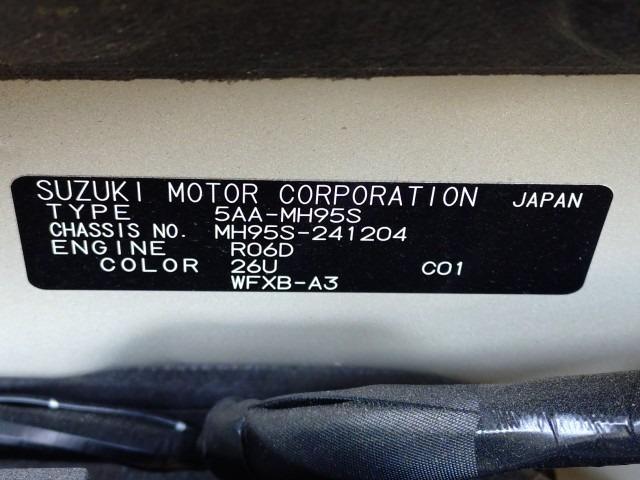 SUZUKI MOTOR CORPORATION JAPAN
TYPE 5AA-MH95S
CHASSIS NO. MH95S-241204
ENGINE R06D
COLOR 26U C01
WFXB-A3